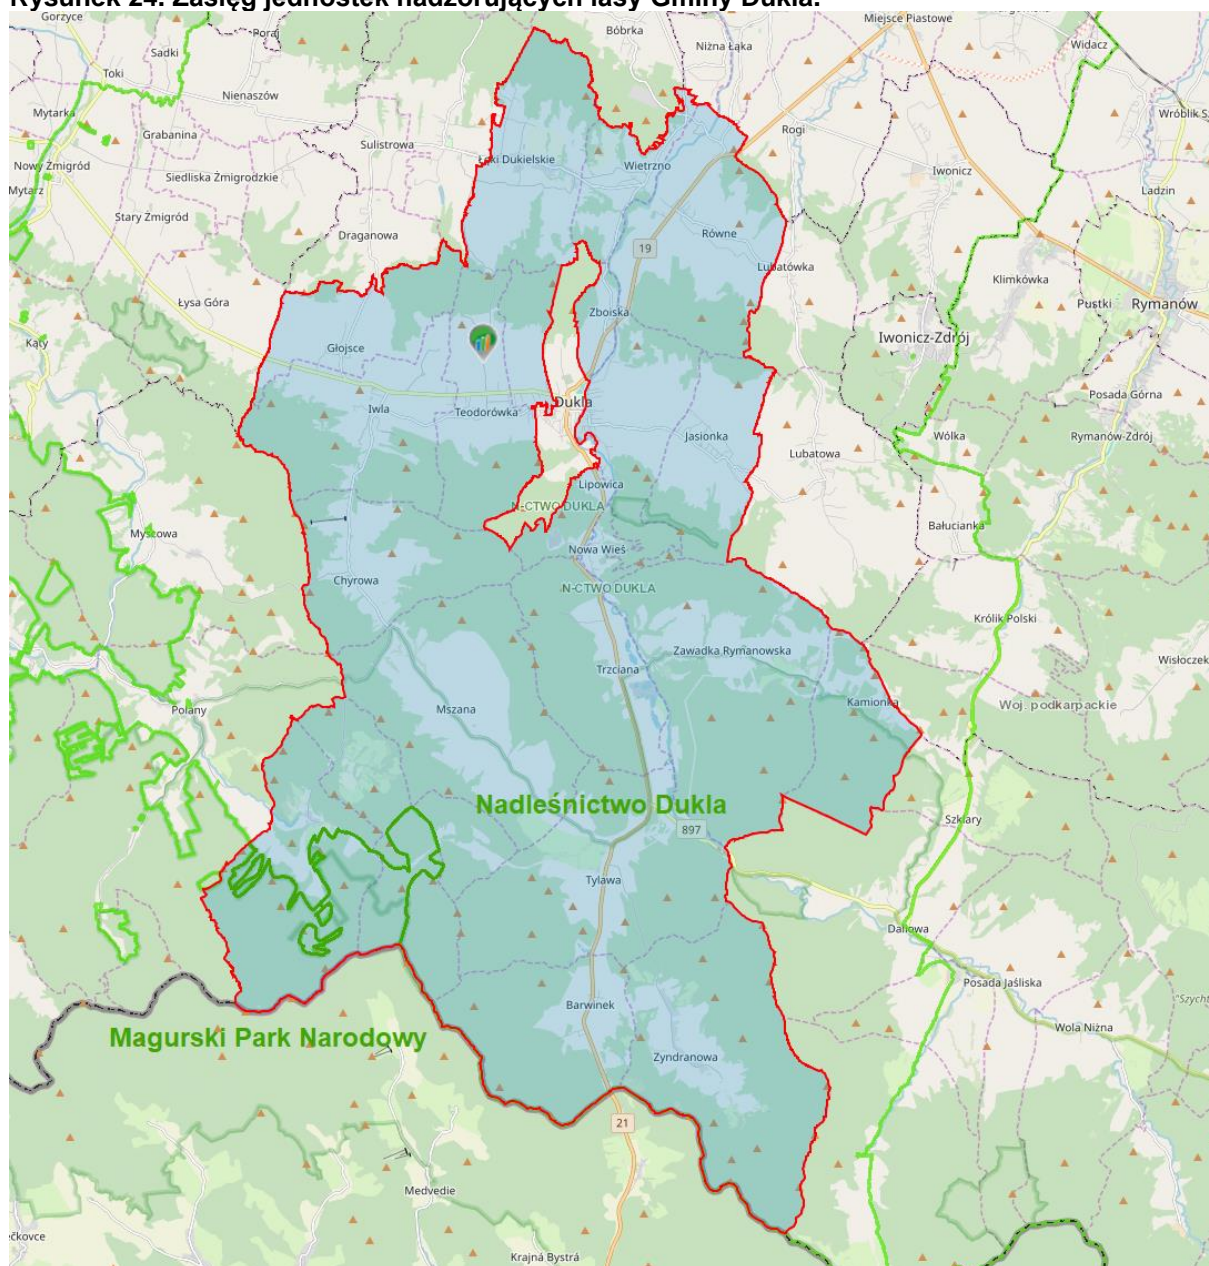 Rysunek 24. Zasięg jednostek nadzorujących lasy Gminy Dukla.
Gorzyce
Poraj
Bóbrka
Miejsce Piastowe
Niżna Łąka
Widacz
Sadki
Toki
Nienaszów
Mytarka
Grabanina
Sulistrowa
Rogi
Wróblik S
Łęki Dukielskie
Wietrzno
Nowy Żmigród
Siedliska Żmigrodzkie
Iwonicz
Mytarz
Ladzin
Stary Żmigród
Draganowa
Równe
19
Lubatówka
Klimkówka
Łysa Góra
Pustki
Rymanów
Zboiska
Iwonicz-Zdrój
Kąty
Głojsce
Posada Górna
Dukla
Iwla
Teodorówka
Jasionka
Wólka
Rymanów-Zdrój
Lubatowa
Lipowica
N-CTWO DUKLA
Bałucianka
Myscowa
Nowa Wieś
Chyrowa
N-CTWO DUKLA
Królik Polski
Zawadka Rymanowska
Wisłoczek
Trzciana
Kamionka
Woj. podkarpackie
Polany
Mszana
Nadleśnictwo Dukla
Szklary
897
Tylawa
Daliowa
Posada Jaśliska
"Szycht
Barwinek
Wola Niżna
Magurski Park Narodowy
Zyndranowa
21
Medvedie
ečkovce
Krajná Bystrá